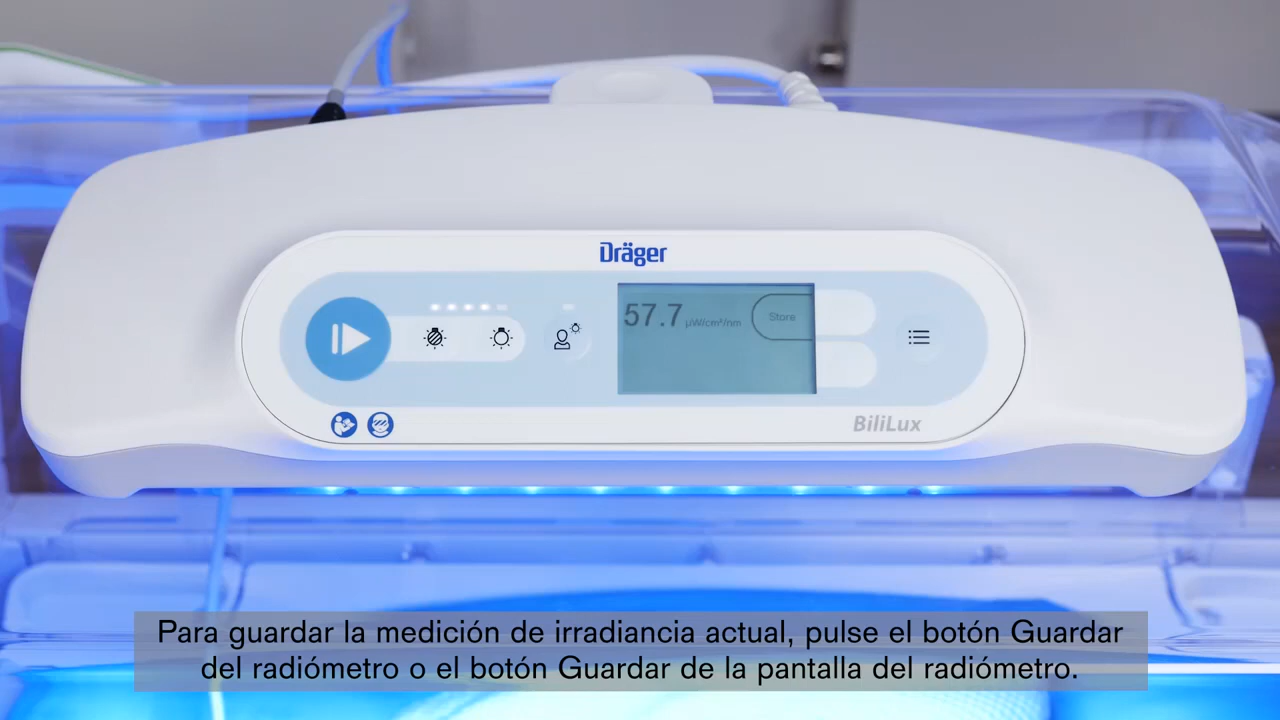 Dräger
57.7 µW/cm²/nm
Store
BiliLux
Para guardar la medición de irradiancia actual, pulse el botón Guardar
del radiómetro o el botón Guardar de la pantalla del radiómetro.